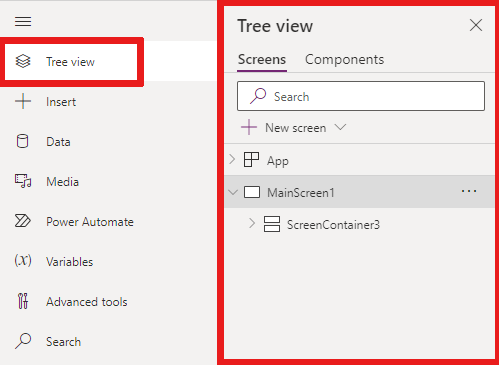 Tree view
Insert
Data
Media
Power Automate
(x) Variables
Advanced tools
Search
Tree view
Screens Components
Search
New screen
App
MainScreen1
ScreenContainer3